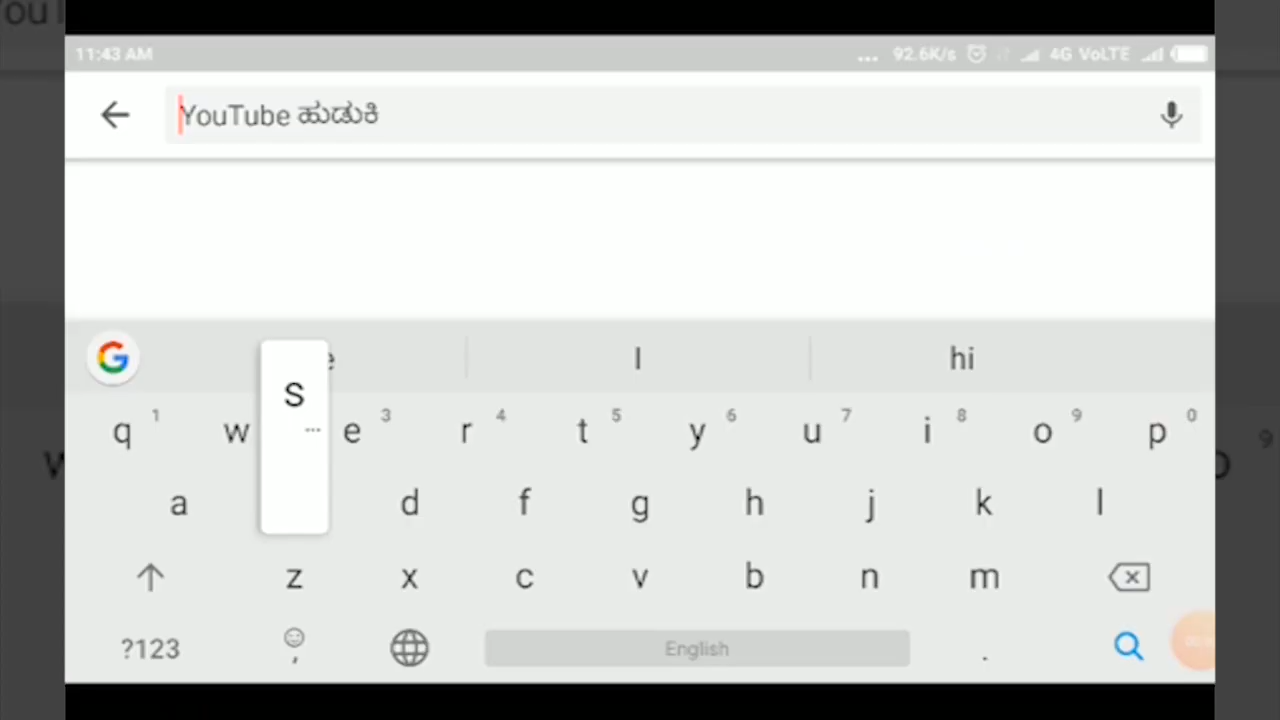 11:43 AM ... 92.6K/s 4G VoLTE
YouTube ಹುಡುಕಿ
I hi
q 1 w e 3 r 4 t 5 y 6 u 7 i 8 o 9 p 0
S
a d f g h j k l
z x c v b n m
?123 , English .